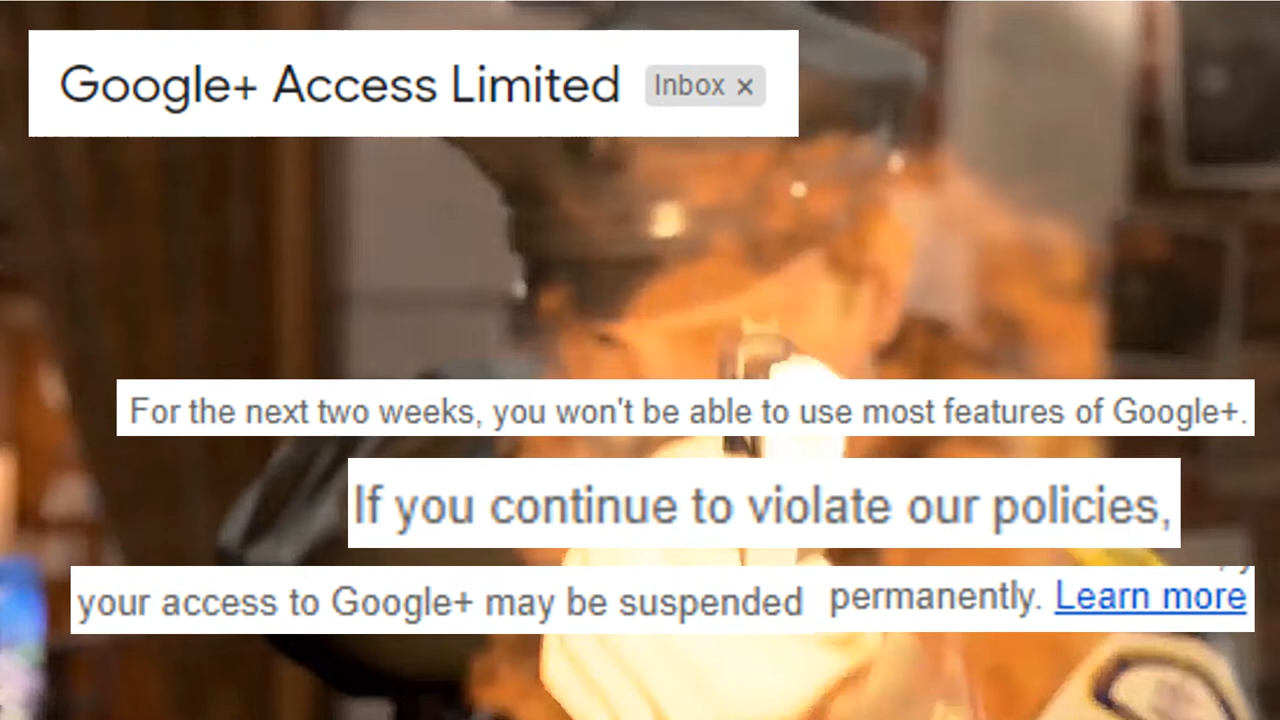 Google+ Access Limited Inbox ×
For the next two weeks, you won't be able to use most features of Google+.
If you continue to violate our policies,
your access to Google+ may be suspended permanently. Learn more